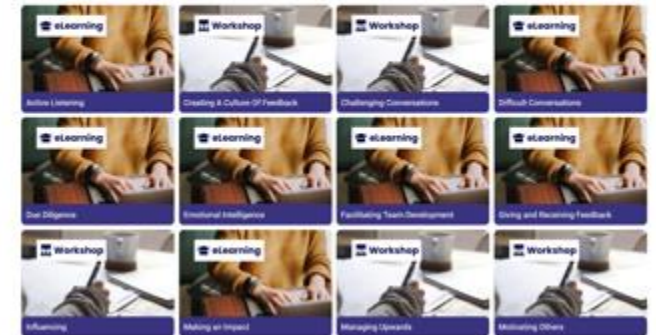 eLearning
Active Listening
Workshop
Creating A Culture Of Feedback
Workshop
Challenging Conversations
eLearning
Difficult Conversations
eLearning
Due Diligence
eLearning
Emotional Intelligence
eLearning
Facilitating Team Development
eLearning
Giving and Receiving Feedback
Workshop
Influencing
eLearning
Making an Impact
Workshop
Managing Upwards
Workshop
Motivating Others